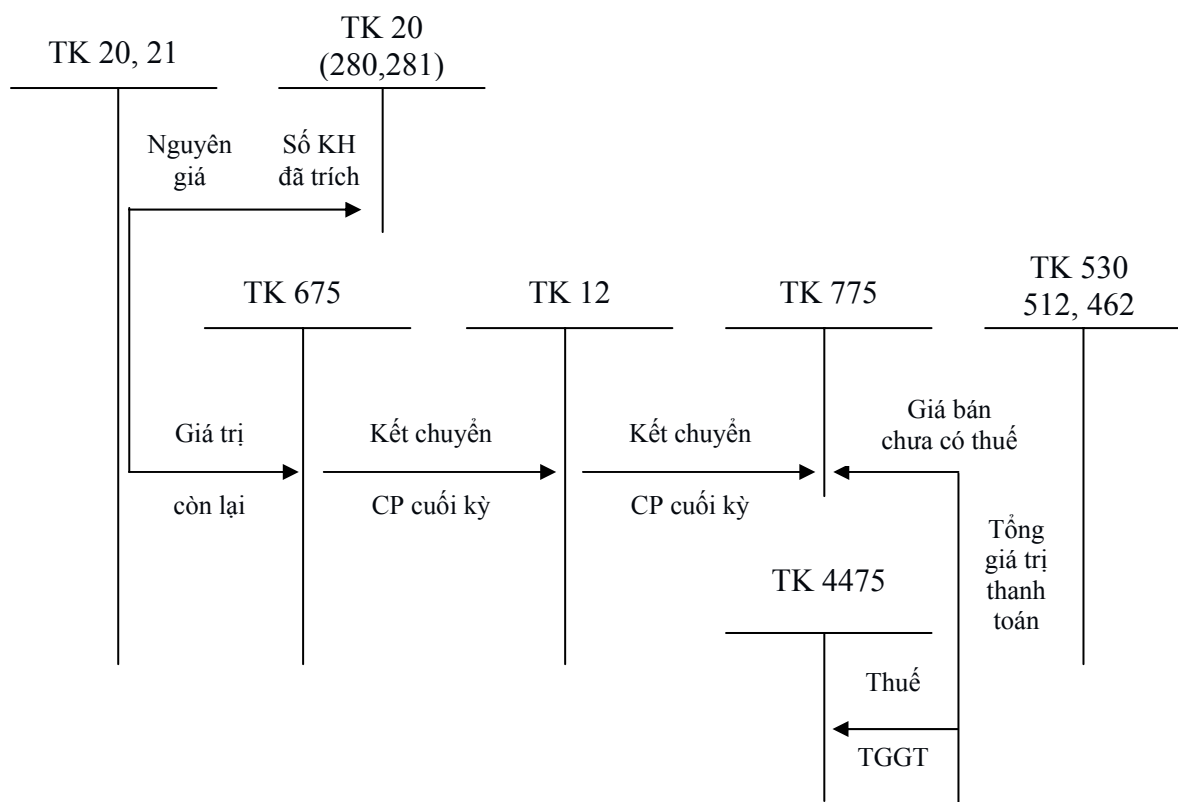 TK 20, 21
TK 20
(280,281)
Nguyên
giá
Số KH
đã trích
TK 675
TK 12
TK 775
TK 530
512, 462
Giá trị
còn lại
Kết chuyển
CP cuối kỳ
Kết chuyển
CP cuối kỳ
Giá bán
chưa có thuế
Tổng
giá trị
thanh
toán
TK 4475
Thuế
TGGT